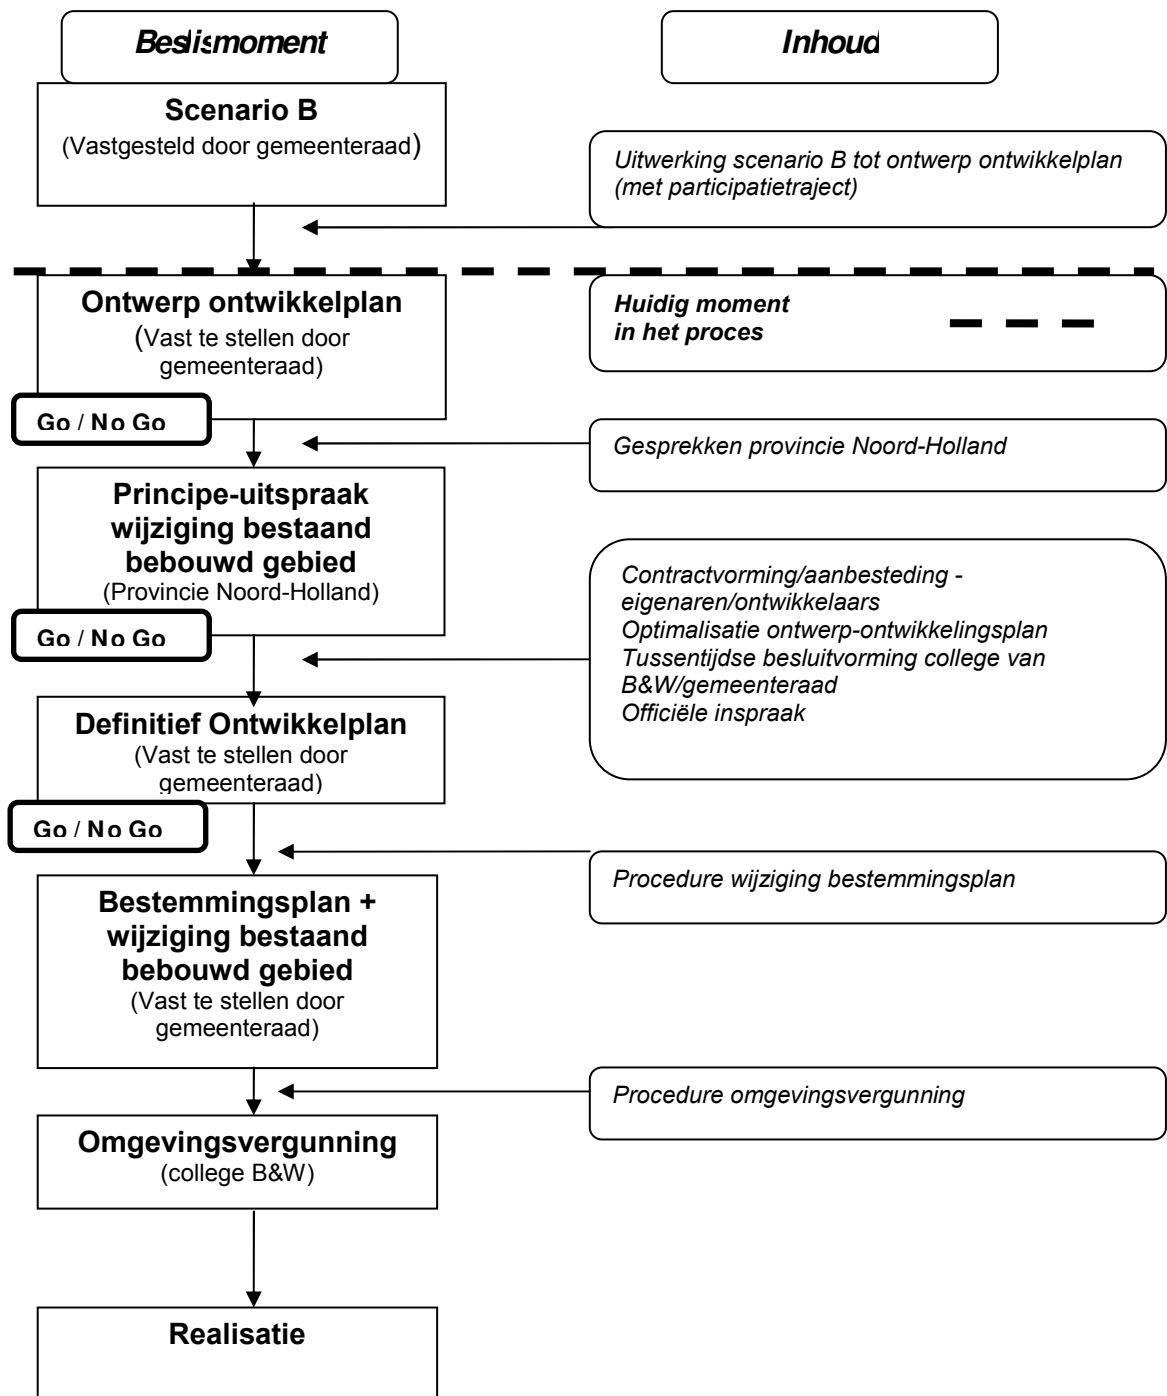 Beslismoment
Inhoud
Scenario B
(Vastgesteld door gemeenteraad)
Uitwerking scenario B tot ontwerp ontwikkelplan
(met participatietraject)
Ontwerp ontwikkelplan
(Vast te stellen door
gemeenteraad)
Huidig moment
in het proces
Go / No Go
Gesprekken provincie Noord-Holland
Principe-uitspraak
wijziging bestaand
bebouwd gebied
(Provincie Noord-Holland)
Go / No Go
Contractvorming/aanbesteding -
eigenaren/ontwikkelaars
Optimalisatie ontwerp-ontwikkelingsplan
Tussentijdse besluitvorming college van
B&W/gemeenteraad
Officiële inspraak
Definitief Ontwikkelplan
(Vast te stellen door
gemeenteraad)
Go / No Go
Procedure wijziging bestemmingsplan
Bestemmingsplan +
wijziging bestaand
bebouwd gebied
(Vast te stellen door
gemeenteraad)
Procedure omgevingsvergunning
Omgevingsvergunning
(college B&W)
Realisatie